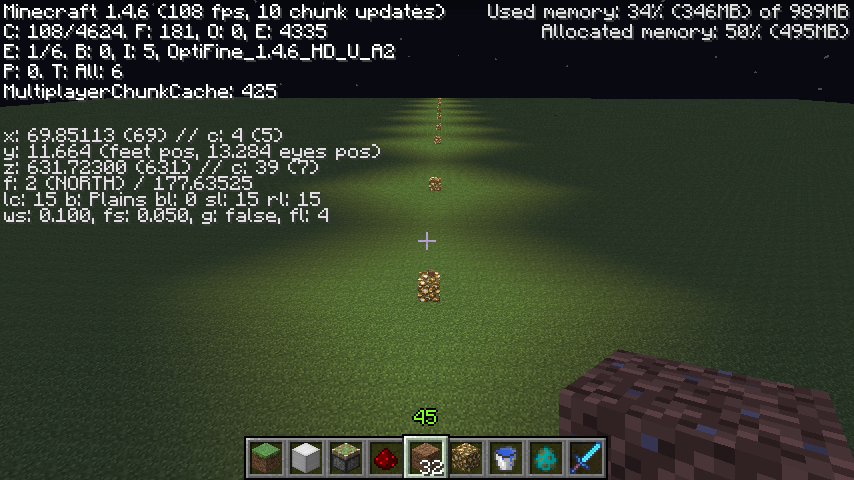 Minecraft 1.4.6 (108 fps, 10 chunk updates)
C: 108/4624. F: 181, O: 0, E: 4335
E: 1/6. B: 0, I: 5, OptiFine_1.4.6_HD_U_A2
P: 0. T: All: 6
MultiplayerChunkCache: 425
Used memory: 34% (346MB) of 989MB
Allocated memory: 50% (495MB)
x: 69.85113 (69) // c: 4 (5)
y: 11.664 (feet pos, 13.284 eyes pos)
z: 631.72300 (631) // c: 39 (7)
f: 2 (NORTH) / 177.63525
lc: 15 b: Plains bl: 0 sl: 15 rl: 15
ws: 0.100, fs: 0.050, g: false, fl: 4
45
32